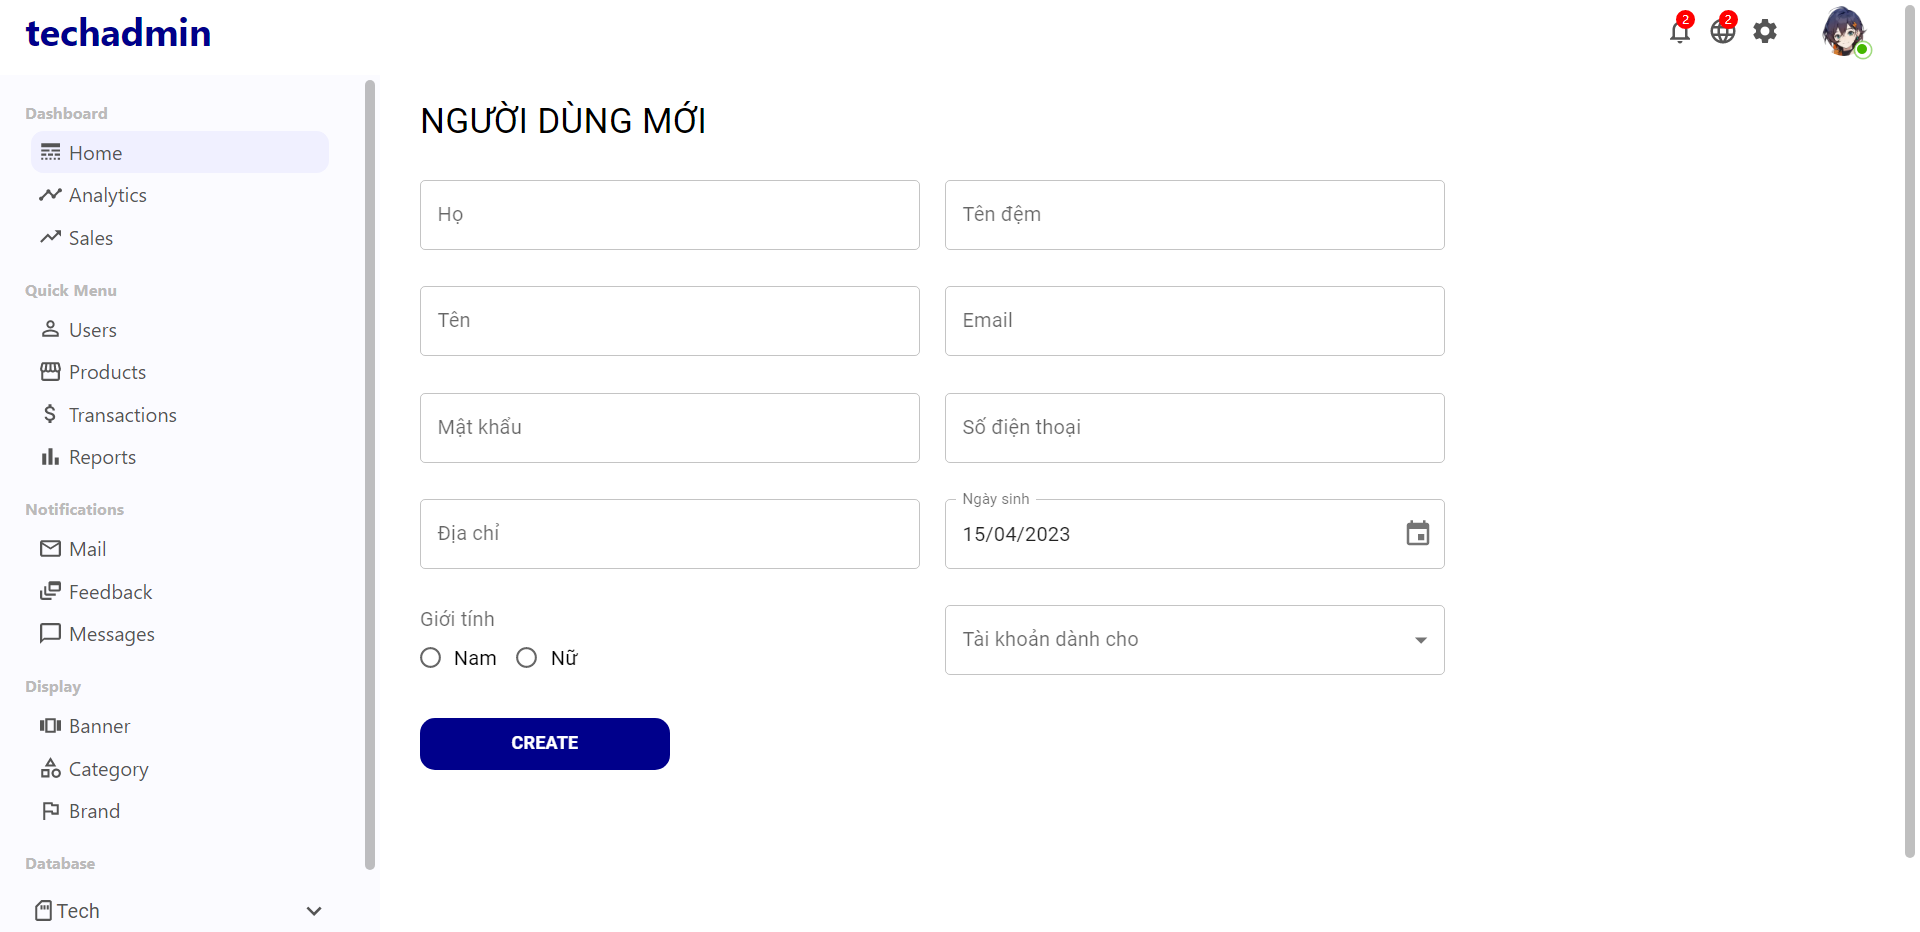 techadmin
2
2
Dashboard
Home
Analytics
Sales
Quick Menu
Users
Products
Transactions
Reports
Notifications
Mail
Feedback
Messages
Display
Banner
Category
Brand
Database
Tech
NGƯỜI DÙNG MỚI
Họ
Tên đệm
Tên
Email
Mật khẩu
Số điện thoại
Địa chỉ
Ngày sinh
15/04/2023
Giới tính
Nam
Nữ
Tài khoản dành cho
CREATE